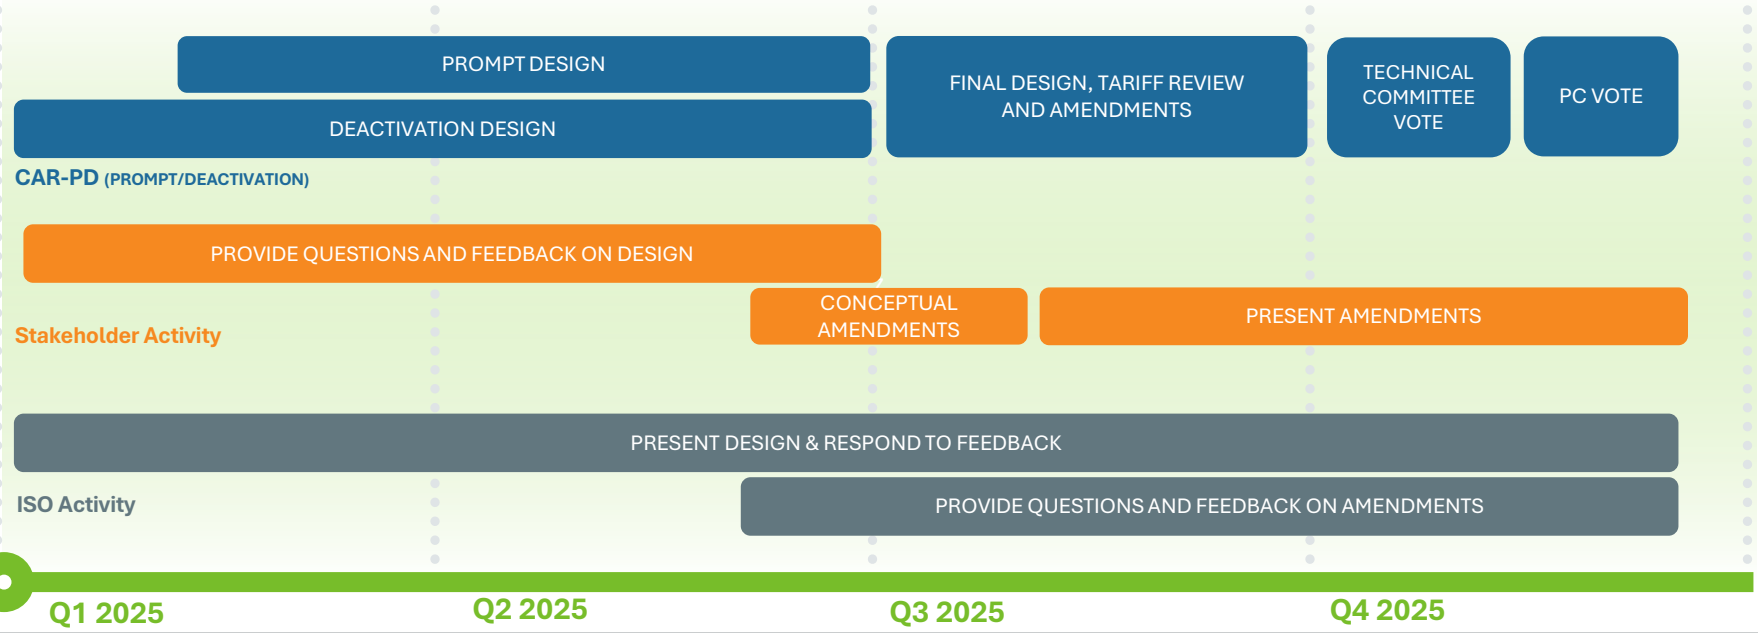 PROMPT DESIGN
DEACTIVATION DESIGN
FINAL DESIGN, TARIFF REVIEW
AND AMENDMENTS
TECHNICAL
COMMITTEE
VOTE
PC VOTE
CAR-PD (PROMPT/DEACTIVATION)
PROVIDE QUESTIONS AND FEEDBACK ON DESIGN
CONCEPTUAL
AMENDMENTS
PRESENT AMENDMENTS
Stakeholder Activity
PRESENT DESIGN & RESPOND TO FEEDBACK
PROVIDE QUESTIONS AND FEEDBACK ON AMENDMENTS
ISO Activity
Q1 2025
Q2 2025
Q3 2025
Q4 2025